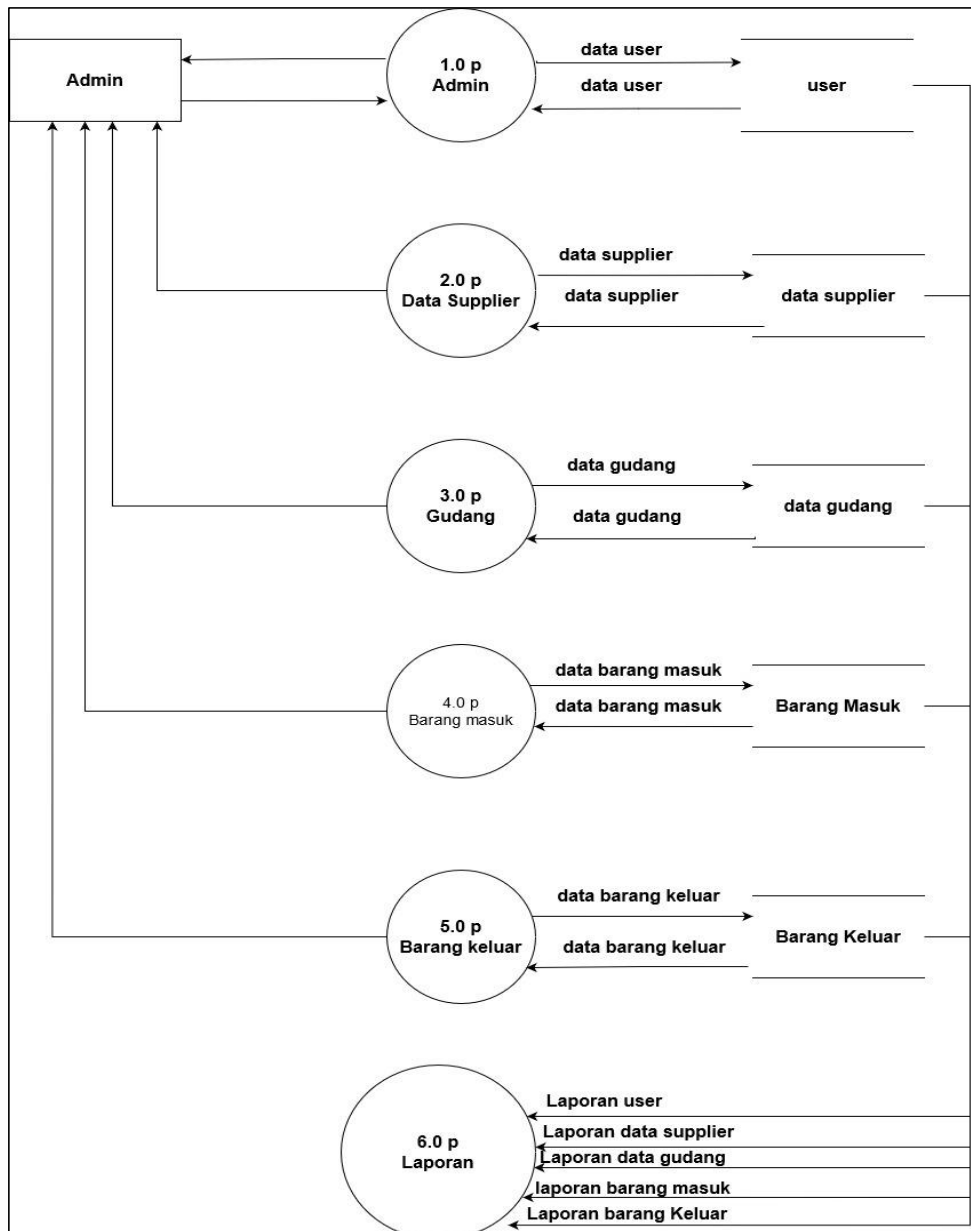 Admin
1.0 p
Admin
data user
data user
user
2.0 p
Data Supplier
data supplier
data supplier
data supplier
3.0 p
Gudang
data gudang
data gudang
data gudang
4.0 p
Barang masuk
data barang masuk
data barang masuk
Barang Masuk
5.0 p
Barang keluar
data barang keluar
data barang keluar
Barang Keluar
6.0 p
Laporan
Laporan user
Laporan data supplier
Laporan data gudang
laporan barang masuk
Laporan barang Keluar